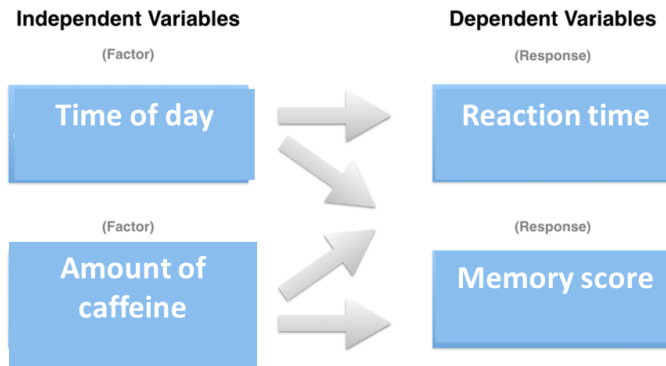 Independent Variables
Dependent Variables
(Factor)
(Response)
Time of day
Reaction time
(Factor)
(Response)
Amount of
caffeine
Memory score